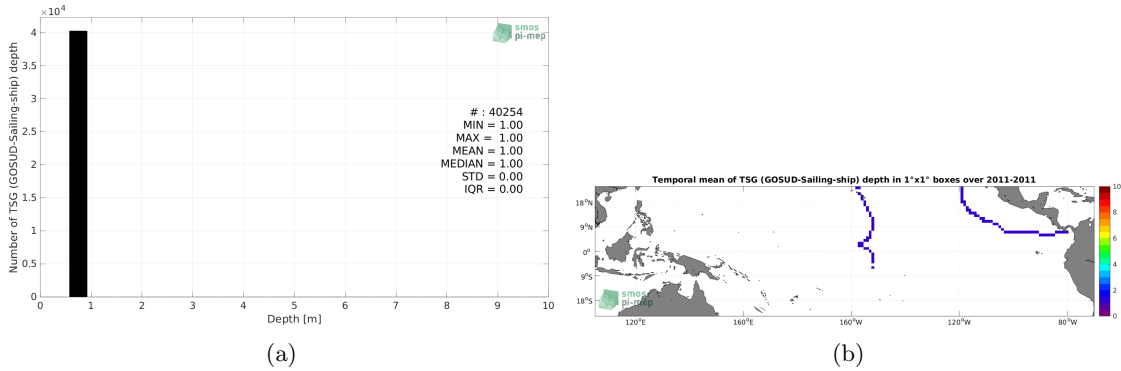 ×10⁴
4
3.5
3
2.5
2
1.5
1
0.5
0
Number of TSG (GOSUD-Sailing-ship) depth
smos
pi-mep
# : 40254
MIN = 1.00
MAX = 1.00
MEAN = 1.00
MEDIAN = 1.00
STD = 0.00
IQR = 0.00
0 1 2 3 4 5 6 7 8 9 10
Depth [m]
(a)
Temporal mean of TSG (GOSUD-Sailing-ship) depth in 1°x1° boxes over 2011-2011
18°N
9°N
0°
9°S
18°S
smos
pi-mep
120°E 160°E 160°W 120°W 80°W
10
8
6
4
2
0
(b)